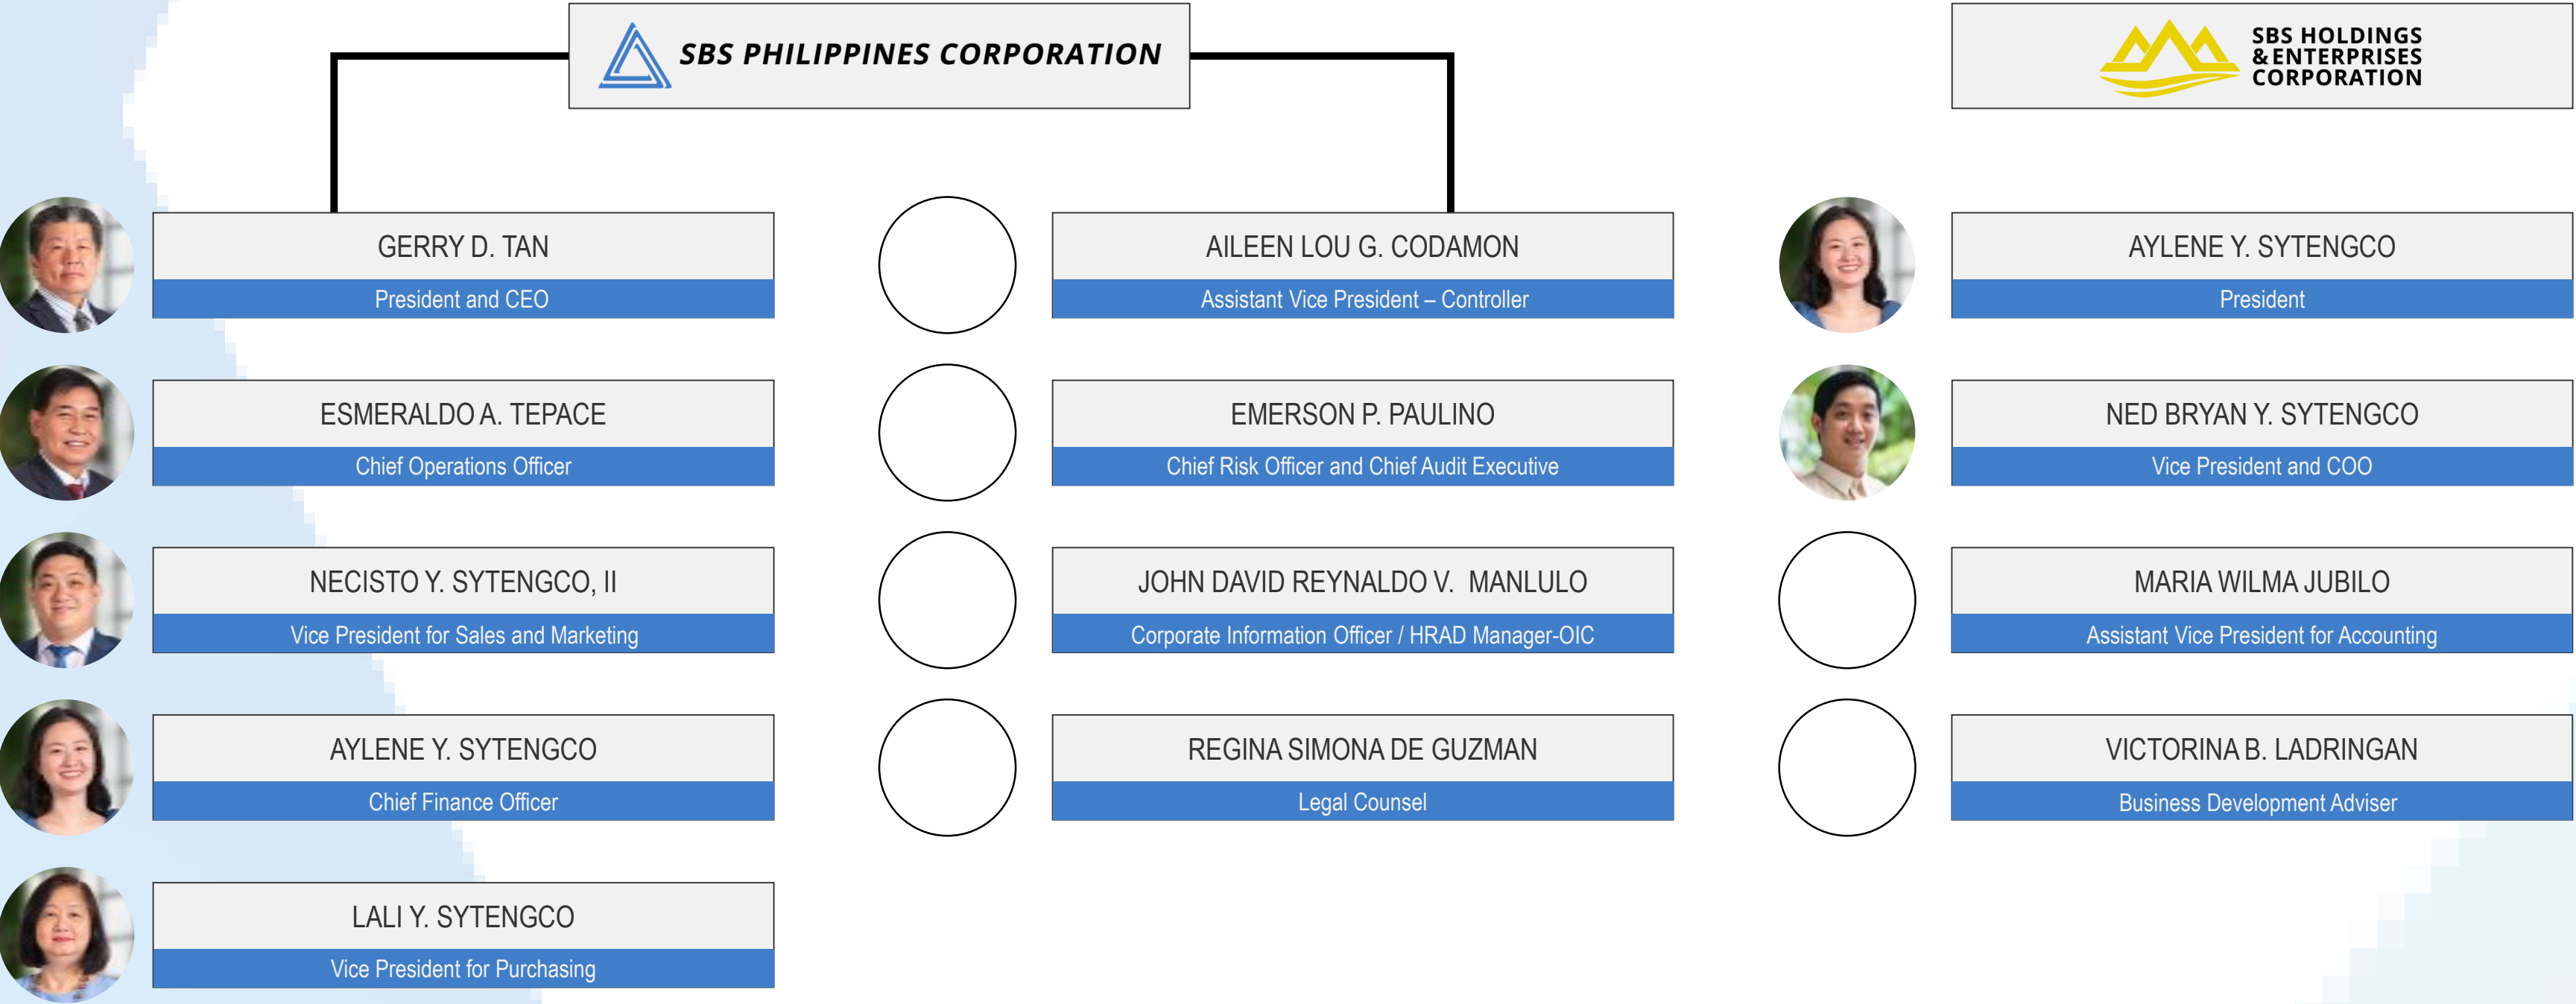 SBS PHILIPPINES CORPORATION
GERRY D. TAN
President and CEO
ESMERALDO A. TEPACE
Chief Operations Officer
NECISTO Y. SYTENGCO, II
Vice President for Sales and Marketing
AYLENE Y. SYTENGCO
Chief Finance Officer
LALI Y. SYTENGCO
Vice President for Purchasing
AILEEN LOU G. CODAMON
Assistant Vice President – Controller
EMERSON P. PAULINO
Chief Risk Officer and Chief Audit Executive
JOHN DAVID REYNALDO V. MANLULO
Corporate Information Officer / HRAD Manager-OIC
REGINA SIMONA DE GUZMAN
Legal Counsel
SBS HOLDINGS
& ENTERPRISES
CORPORATION
AYLENE Y. SYTENGCO
President
NED BRYAN Y. SYTENGCO
Vice President and COO
MARIA WILMA JUBILO
Assistant Vice President for Accounting
VICTORINA B. LADRINGAN
Business Development Adviser